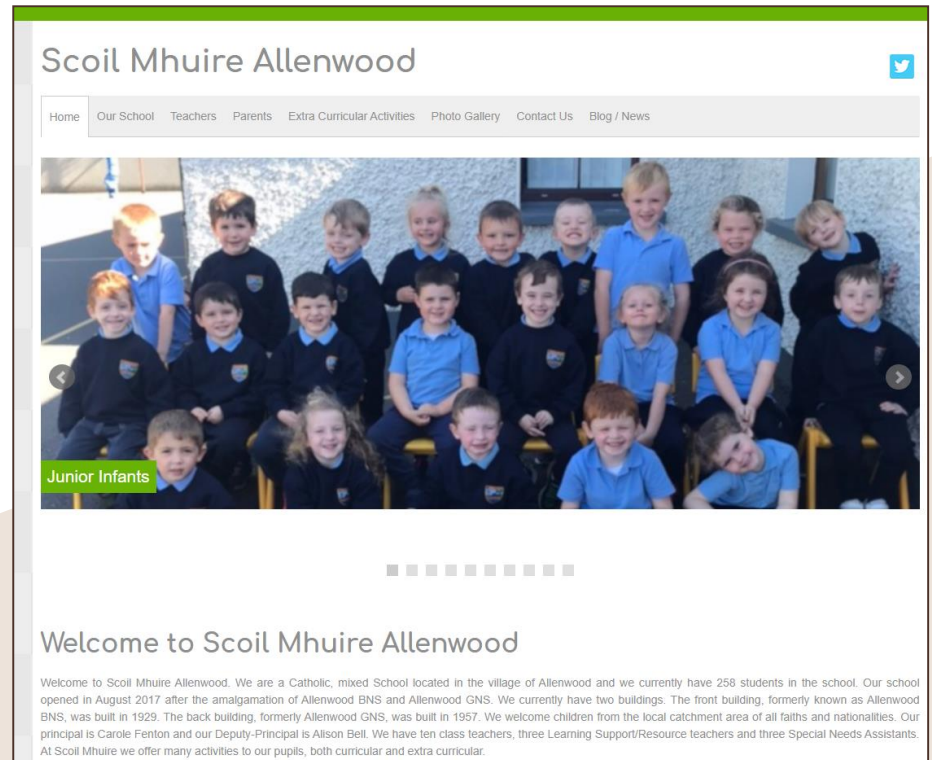 Scoil Mhuire Allenwood
Home Our School Teachers Parents Extra Curricular Activities Photo Gallery Contact Us Blog / News
Junior Infants
Welcome to Scoil Mhuire Allenwood
Welcome to Scoil Mhuire Allenwood. We are a Catholic, mixed School located in the village of Allenwood and we currently have 258 students in the school. Our school
opened in August 2017 after the amalgamation of Allenwood BNS and Allenwood GNS. We currently have two buildings. The front building, formerly known as Allenwood
BNS, was built in 1929. The back building, formerly Allenwood GNS, was built in 1957. We welcome children from the local catchment area of all faiths and nationalities. Our
principal is Carole Fenton and our Deputy-Principal is Alison Bell. We have ten class teachers, three Learning Support/Resource teachers and three Special Needs Assistants.
At Scoil Mhuire we offer many activities to our pupils, both curricular and extra curricular.